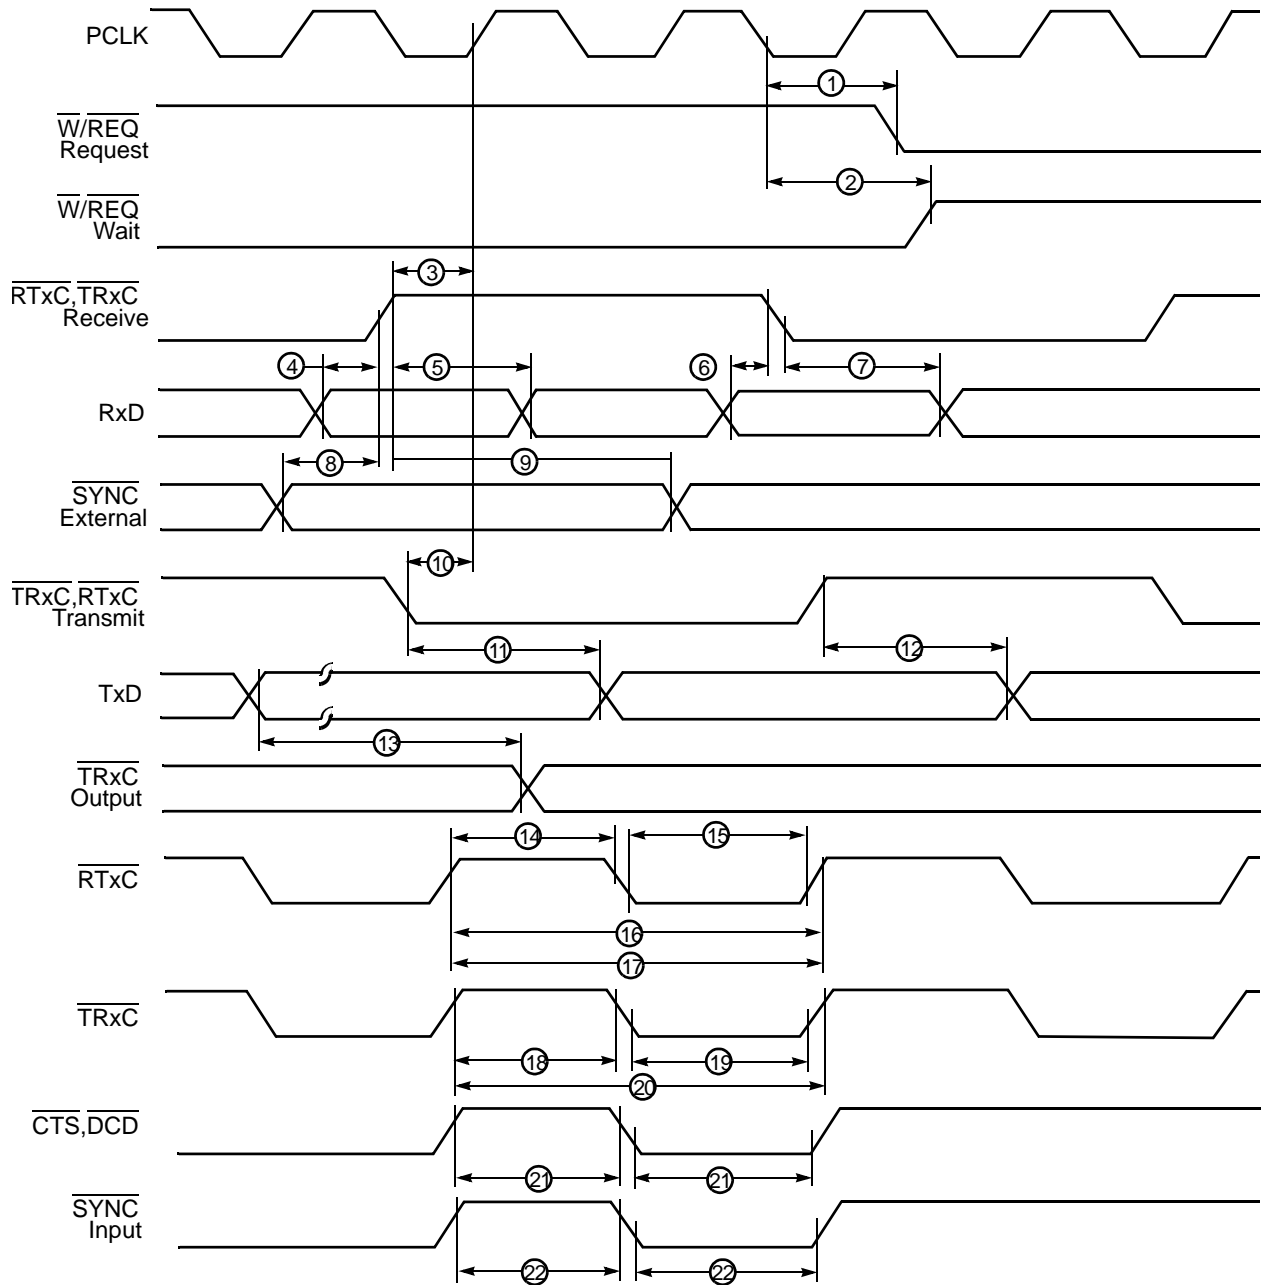 PCLK
1
W/REQ
Request
2
W/REQ
Wait
3
RTxC,TRxC
Receive
4
5
6
7
RxD
8
9
SYNC
External
10
TRxC,RTxC
Transmit
11
12
TxD
13
TRxC
Output
14
15
RTxC
16
17
TRxC
18
19
20
CTS,DCD
21
21
SYNC
Input
22
22